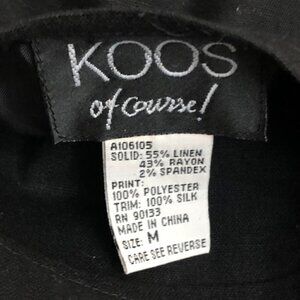 KOOS
of Course!
A106105
SOLID: 55% LINEN
43% RAYON
2% SPANDEX
PRINT:
100% POLYESTER
TRIM: 100% SILK
RN 90133
MADE IN CHINA
SIZE: M
CARE SEE REVERSE